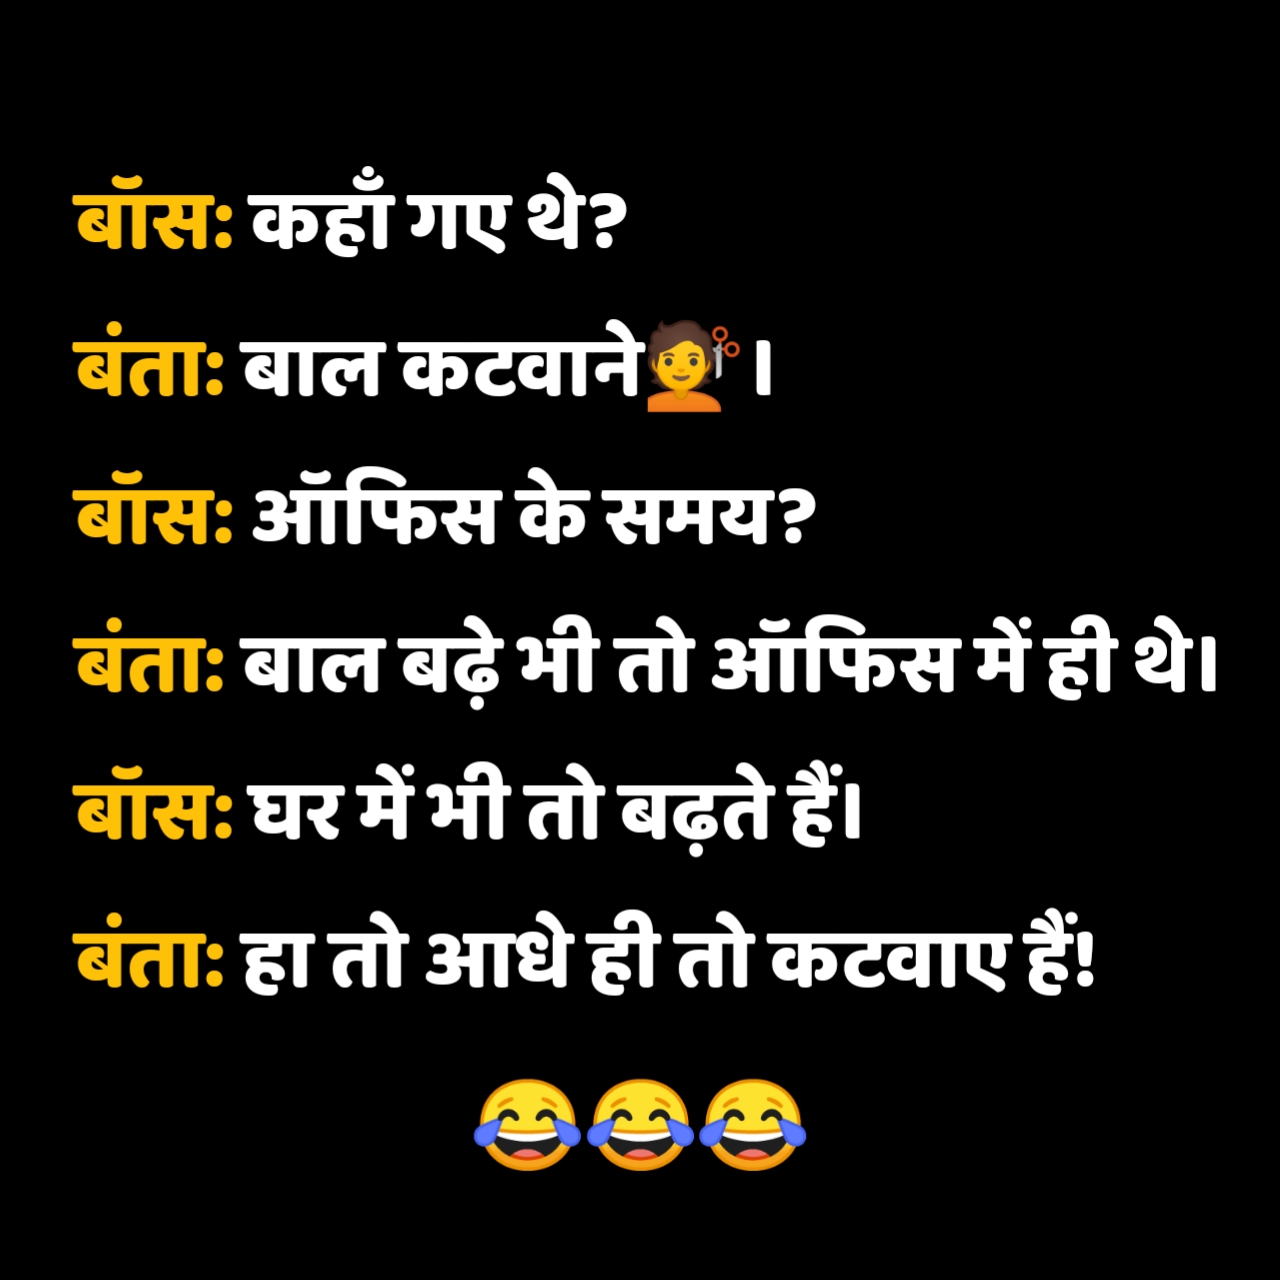 बॉस: कहाँ गए थे?
बंता: बाल कटवाने💇।
बॉस: ऑफिस के समय?
बंता: बाल बढ़े भी तो ऑफिस में ही थे।
बॉस: घर में भी तो बढ़ते हैं।
बंता: हा तो आधे ही तो कटवाए हैं!
😂😂😂